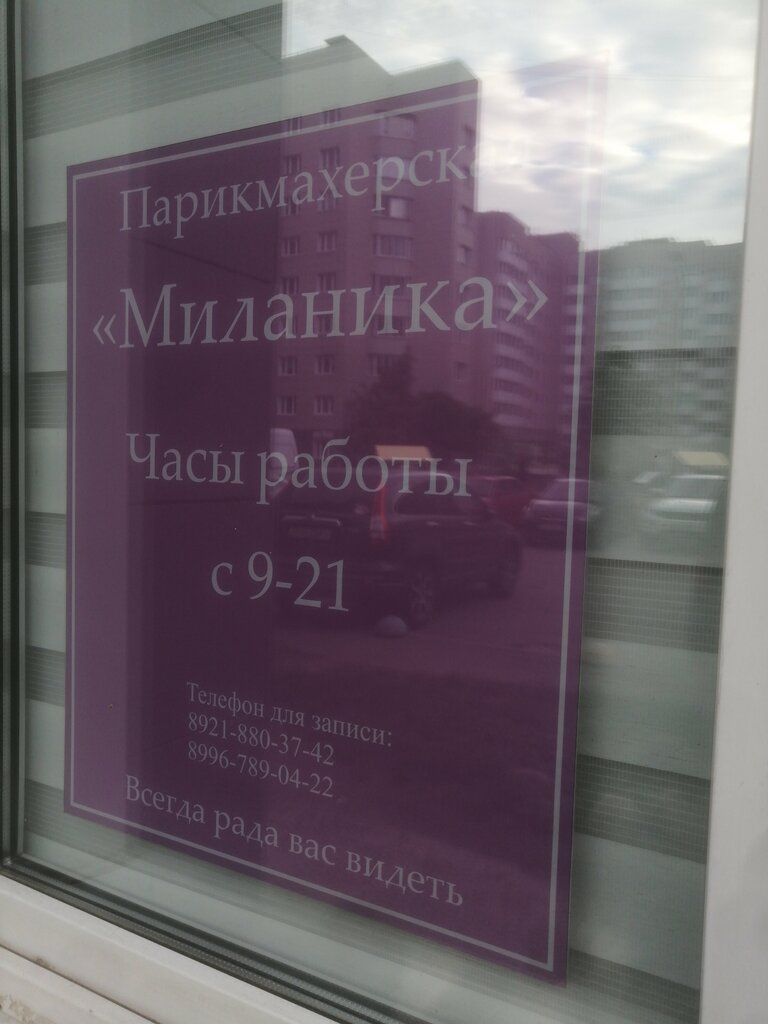 Парикмахерская
«Миланика»
Часы работы
с 9-21
Телефон для записи:
8921-880-37-42
8996-789-04-22
Всегда рада вас видеть